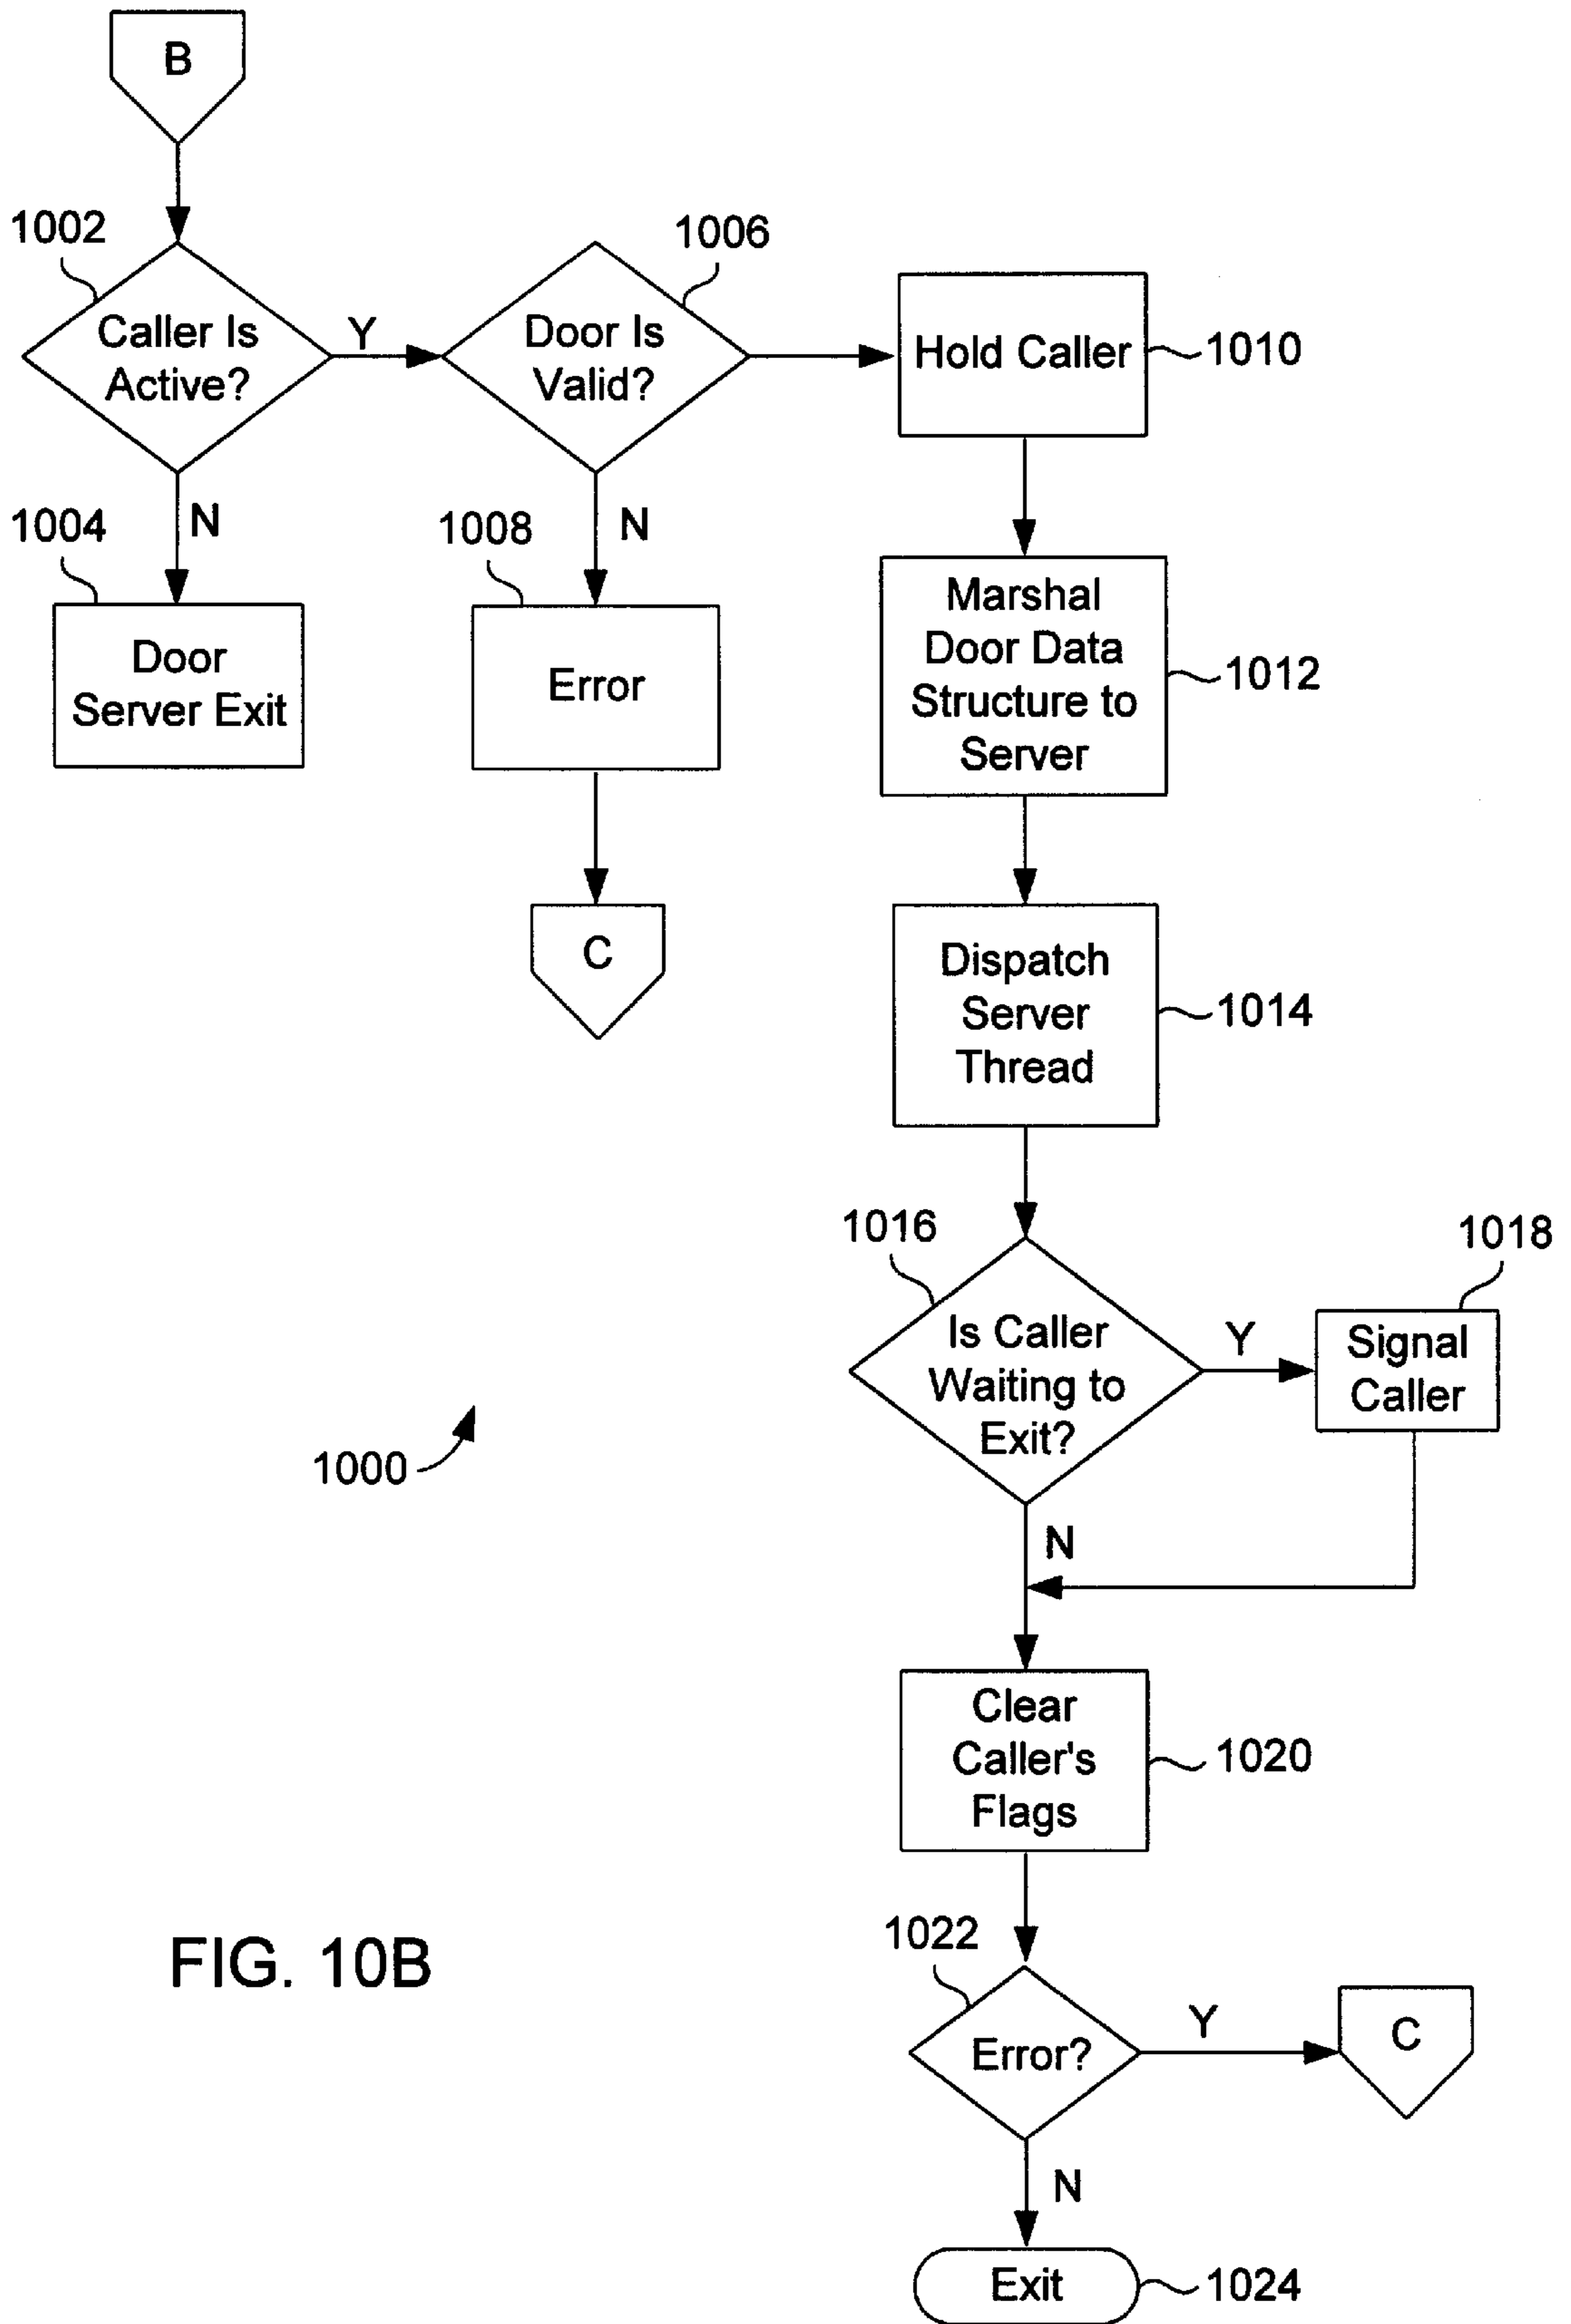 B
1002
Caller Is
Active?
Y
N
1004
Door
Server Exit
1006
Door Is
Valid?
N
1008
Error
C
Hold Caller
1010
Marshal
Door Data
Structure to
Server
1012
Dispatch
Server
Thread
1014
1016
Is Caller
Waiting to
Exit?
Y
1018
Signal
Caller
N
1000
Clear
Caller's
Flags
1020
1022
Error?
Y
C
N
Exit
1024
FIG. 10B